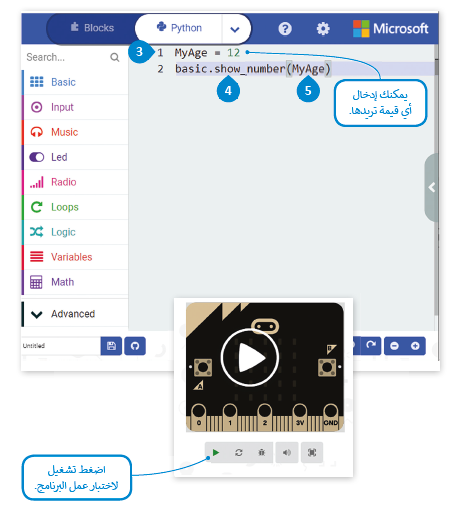 Blocks
Python
Microsoft
3
1 MyAge = 12
2 basic.show_number(MyAge)
4
5
يمكنك إدخال
أي قيمة تريدها.
Search...
Basic
Input
Music
Led
Radio
Loops
Logic
Variables
Math
Advanced
Untitled
A
B
0 1 2 3V GND
اضغط تشغيل
لاختبار عمل البرنامج.